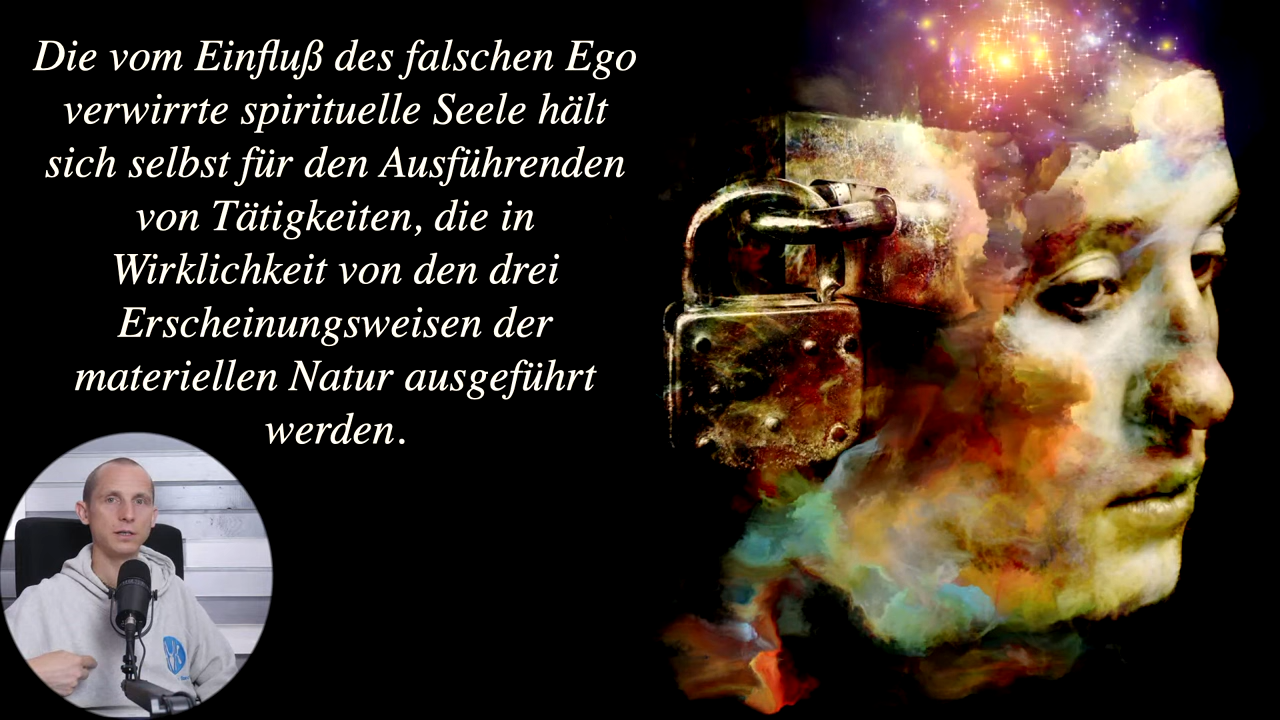 Die vom Einfluß des falschen Ego
verwirrte spirituelle Seele hält
sich selbst für den Ausführenden
von Tätigkeiten, die in
Wirklichkeit von den drei
Erscheinungsweisen der
materiellen Natur ausgeführt
werden.